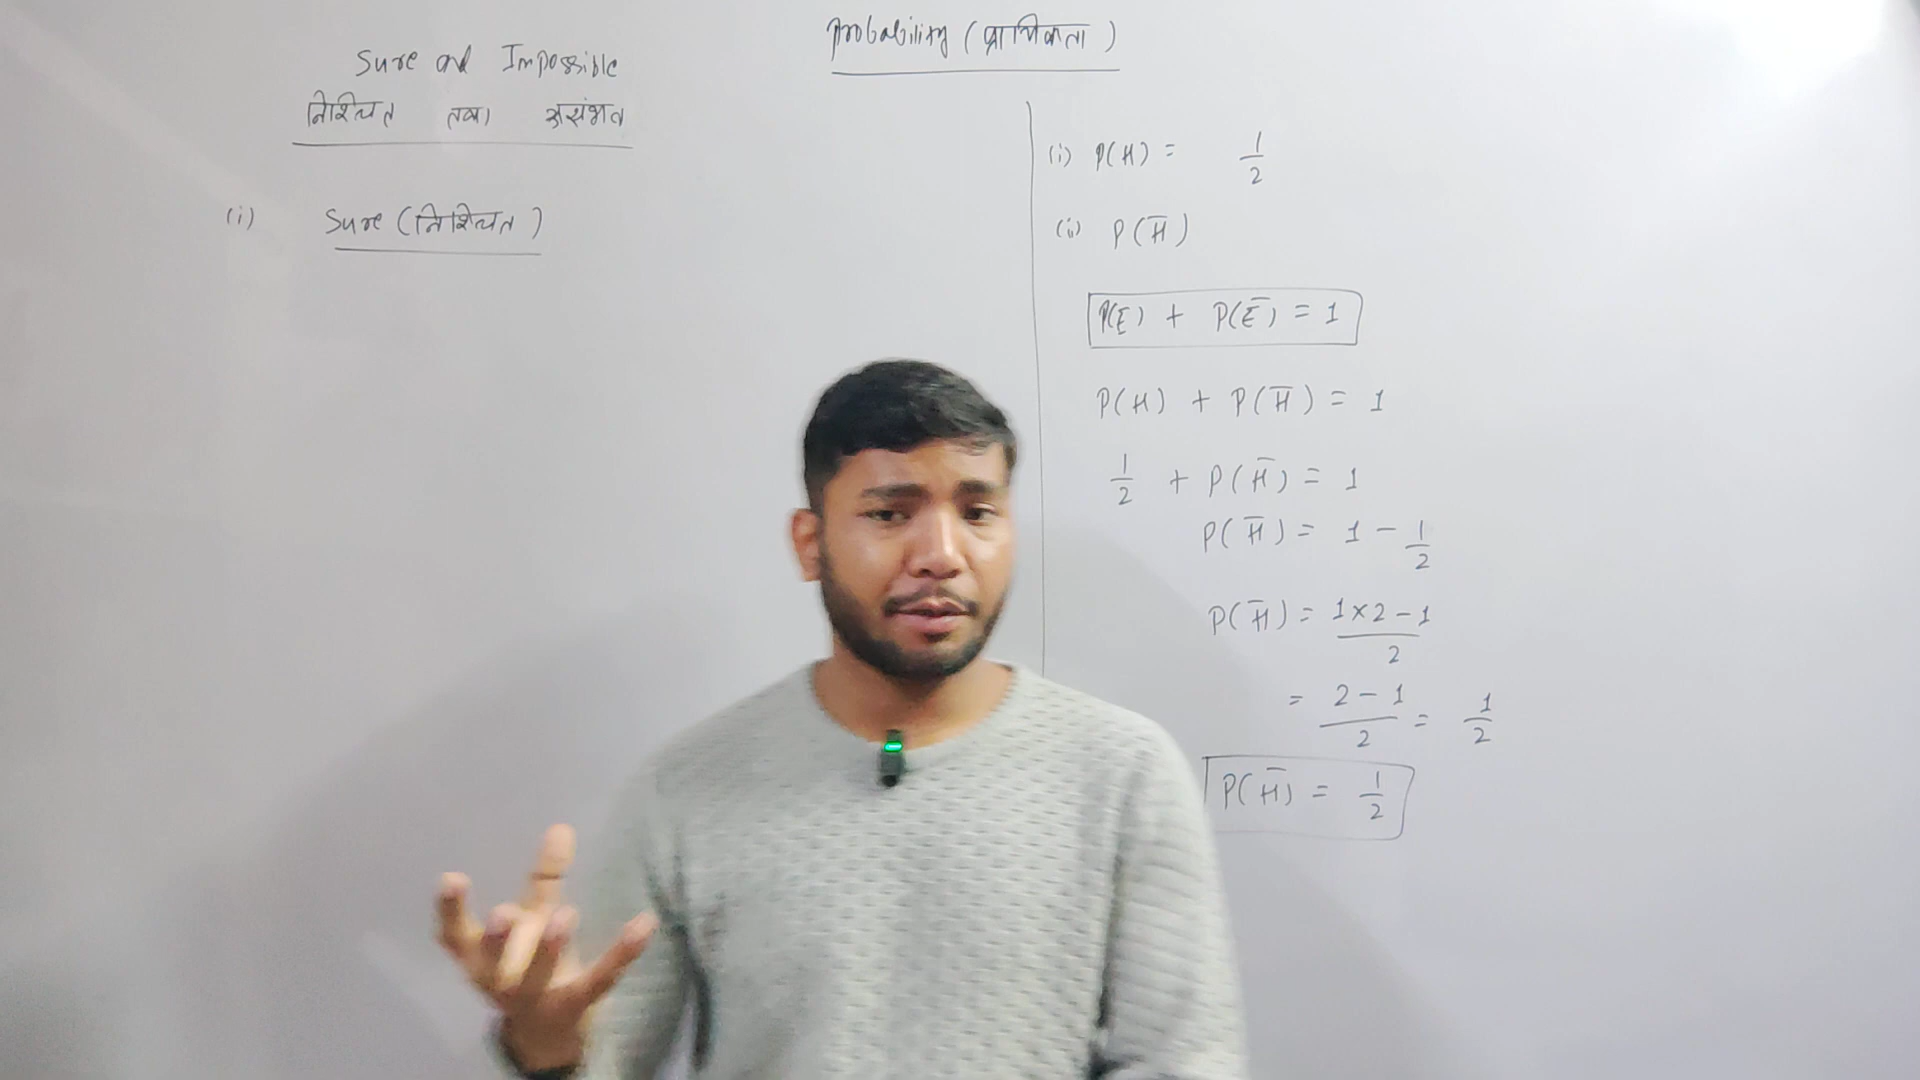 Probability (प्रायिकता)
Sure and Impossible
निश्चित तथा असंभव
(i) Sure (निश्चित)
(i) P(H) = 1/2
(ii) P(H̅)
P(E) + P(E̅) = 1
P(H) + P(H̅) = 1
1/2 + P(H̅) = 1
P(H̅) = 1 - 1/2
P(H̅) = (1×2-1)/2
= (2-1)/2 = 1/2
P(H̅) = 1/2